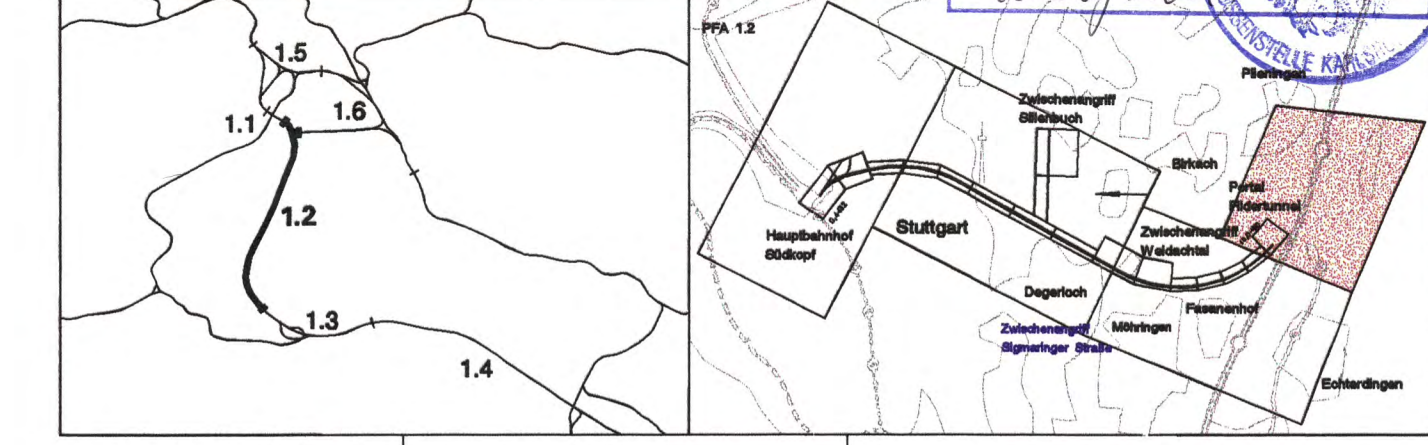 1.5
1.6
1.1
1.2
1.3
1.4
PFA 1.2
Plieningen
Zwischenangriff
Sillenbuch
Birkach
Portal
Fildertunnel
Zwischenangriff
Weidachtal
Stuttgart
Hauptbahnhof
Südkopf
Degerloch
Fasanenhof
Zwischenangriff
Sigmaringer Straße
Möhringen
Echterdingen